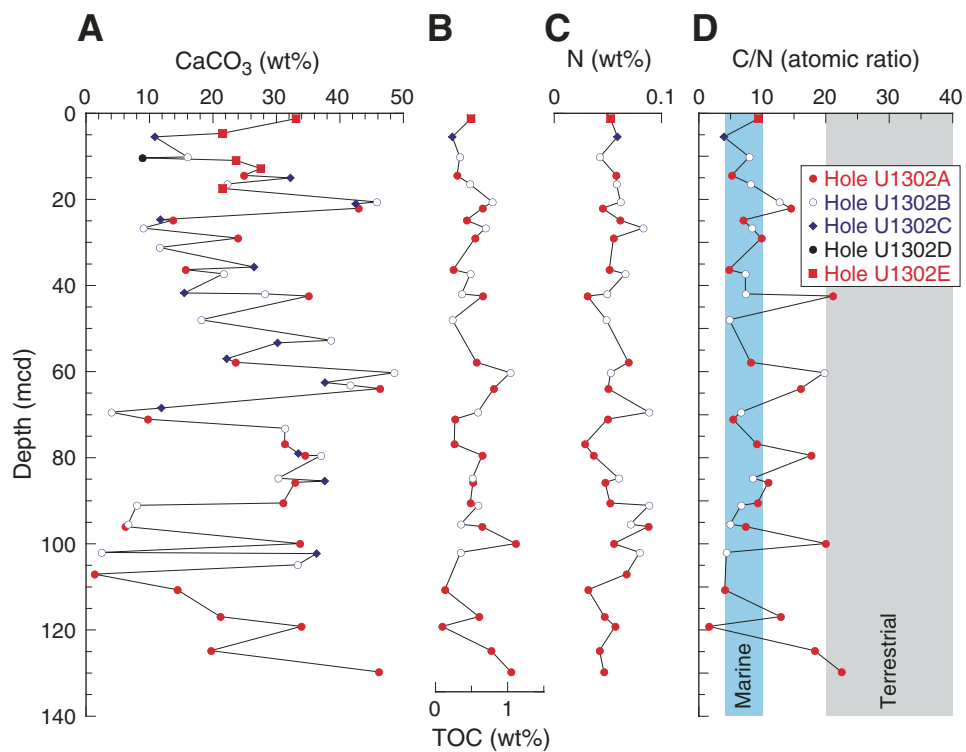 A
B
C
D
CaCO3 (wt%)
N (wt%)
C/N (atomic ratio)
0 10 20 30 40 50
0 0.1
0 10 20 30 40
0
20
40
60
80
100
120
140
Depth (mcd)
Hole U1302A
Hole U1302B
Hole U1302C
Hole U1302D
Hole U1302E
Marine
Terrestrial
0 1
TOC (wt%)